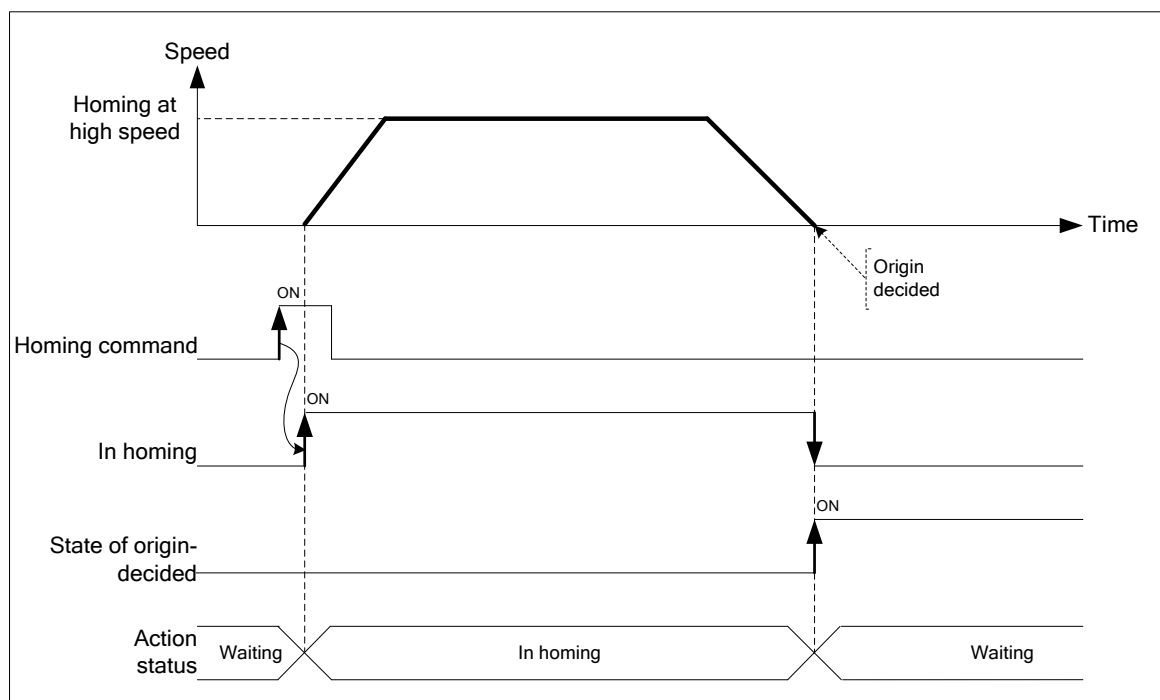 Speed
Homing at
high speed
Time
Origin
decided
ON
Homing command
ON
In homing
ON
State of origin-
decided
Action
status
Waiting
In homing
Waiting